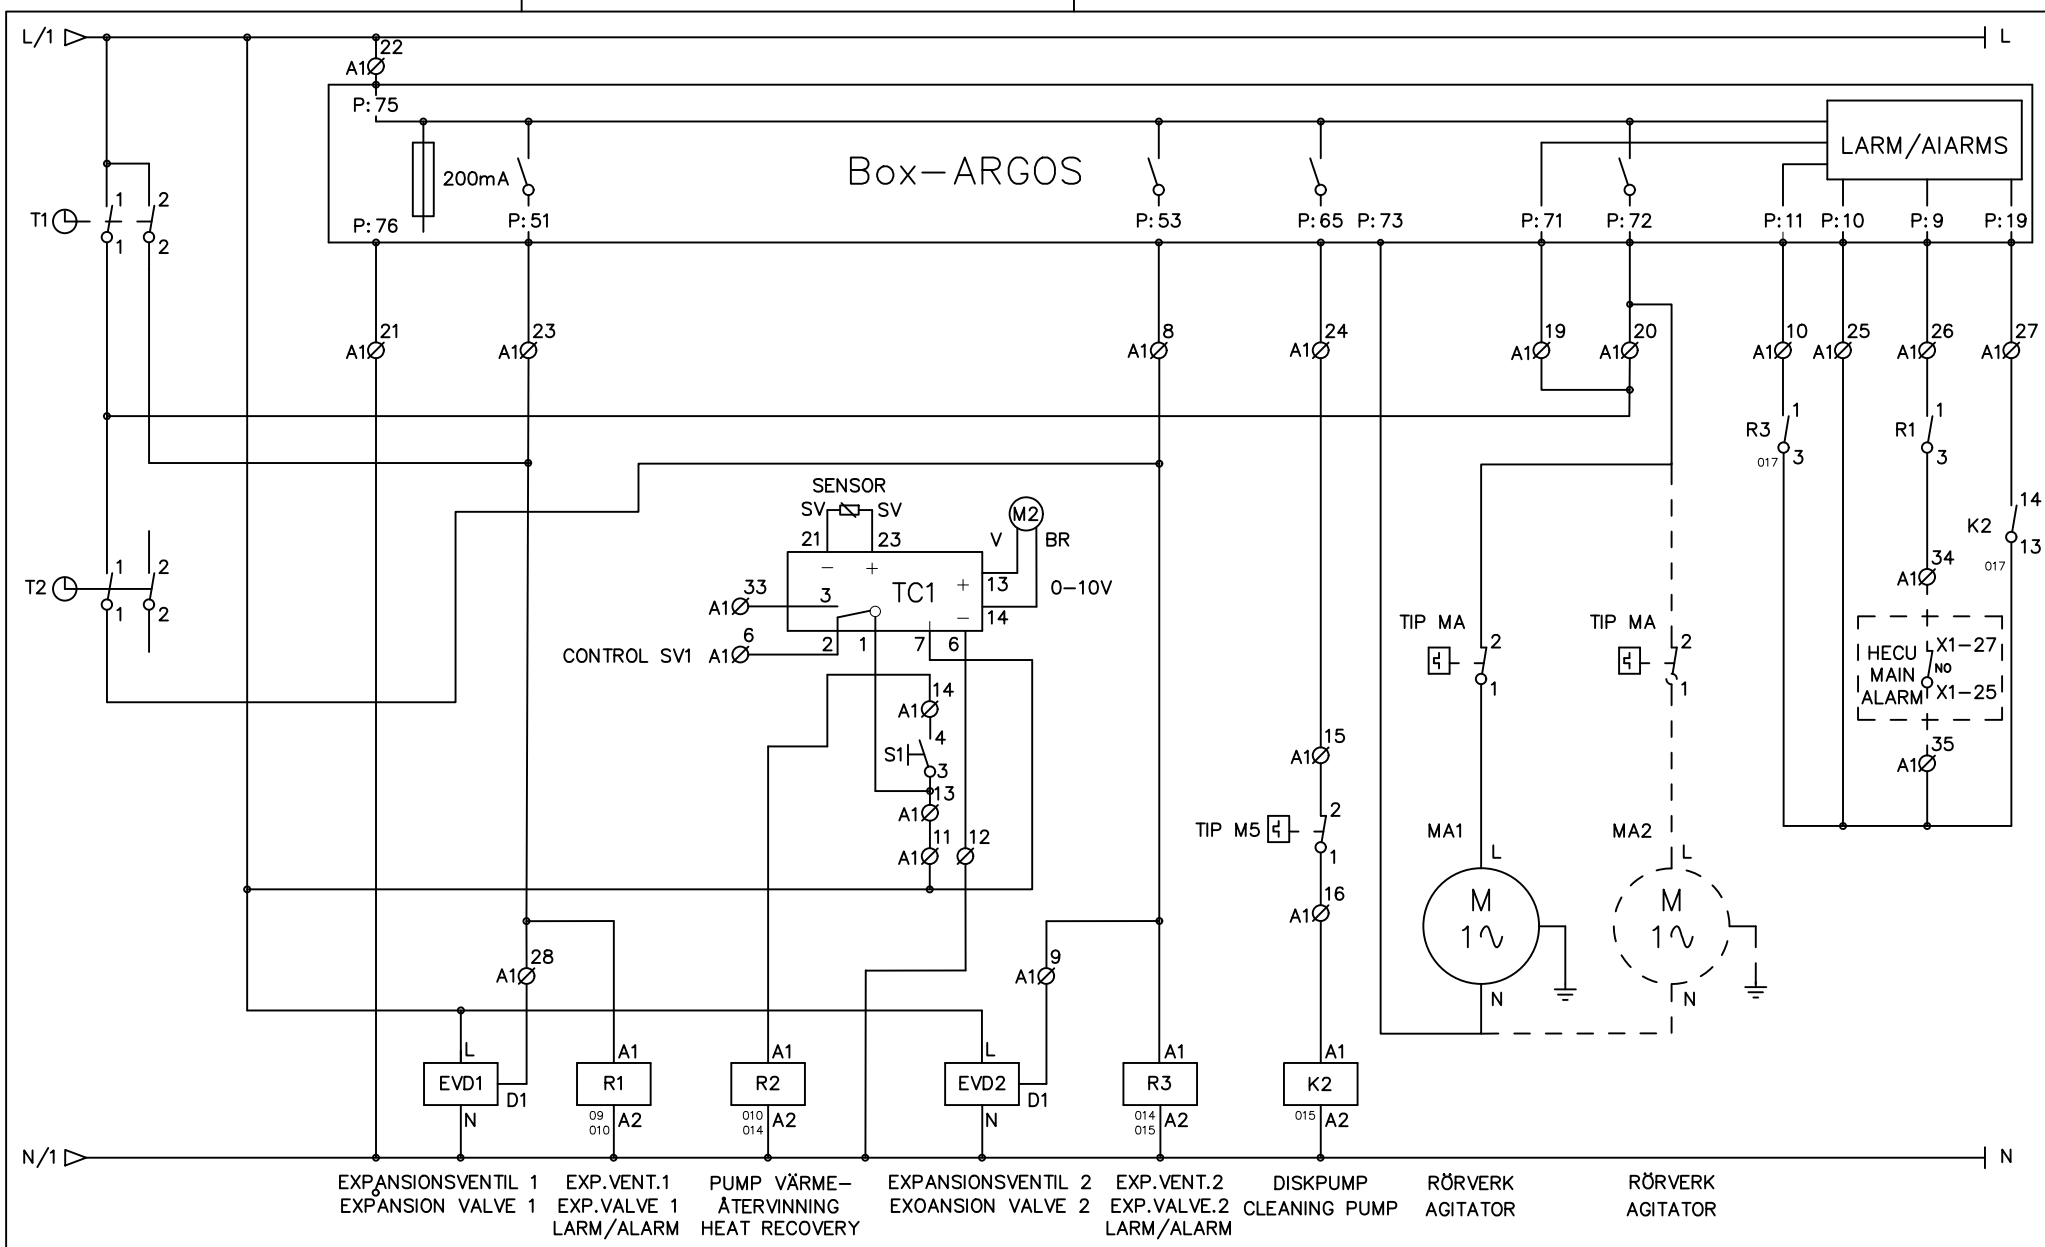 L/1
L
22
A1
P:75
LARM/AlARMS
200mA
Box-ARGOS
T1
1
2
1
2
P:76
P:51
P:53
P:65
P:73
P:71
P:72
P:11
P:10
P:9
P:19
A1
21
A1
23
A1
8
A1
24
A1
19
A1
20
A1
10
A1
25
A1
26
A1
27
R3
1
3
017
R1
1
3
K2
14
13
017
SENSOR
SV
SV
21
23
M2
V
BR
−
+
TC1
+
−
13
14
0−10V
3
A1
33
CONTROL SV1
A1
6
2
1
7
6
T2
1
2
1
2
A1
34
HECU
MAIN
ALARM
X1−27
NO
X1−25
A1
35
TIP MA
2
1
TIP MA
2
1
A1
14
S1
4
3
A1
13
A1
11
12
A1
15
TIP M5
2
1
A1
16
MA1
L
M
1
N
MA2
L
M
1
N
A1
28
A1
9
L
EVD1
D1
N
A1
R1
09
010
A2
A1
R2
010
014
A2
L
EVD2
D1
N
A1
R3
014
015
A2
A1
K2
015
A2
N/1
N
EXPANSIONSVENTIL 1
EXPANSION VALVE 1
EXP.VENT.1
EXP.VALVE 1
LARM/ALARM
PUMP VÄRME−
ÅTERVINNING
HEAT RECOVERY
EXPANSIONSVENTIL 2
EXOANSION VALVE 2
EXP.VENT.2
EXP.VALVE.2
LARM/ALARM
DISKPUMP
CLEANING PUMP
RÖRVERK
AGITATOR
RÖRVERK
AGITATOR